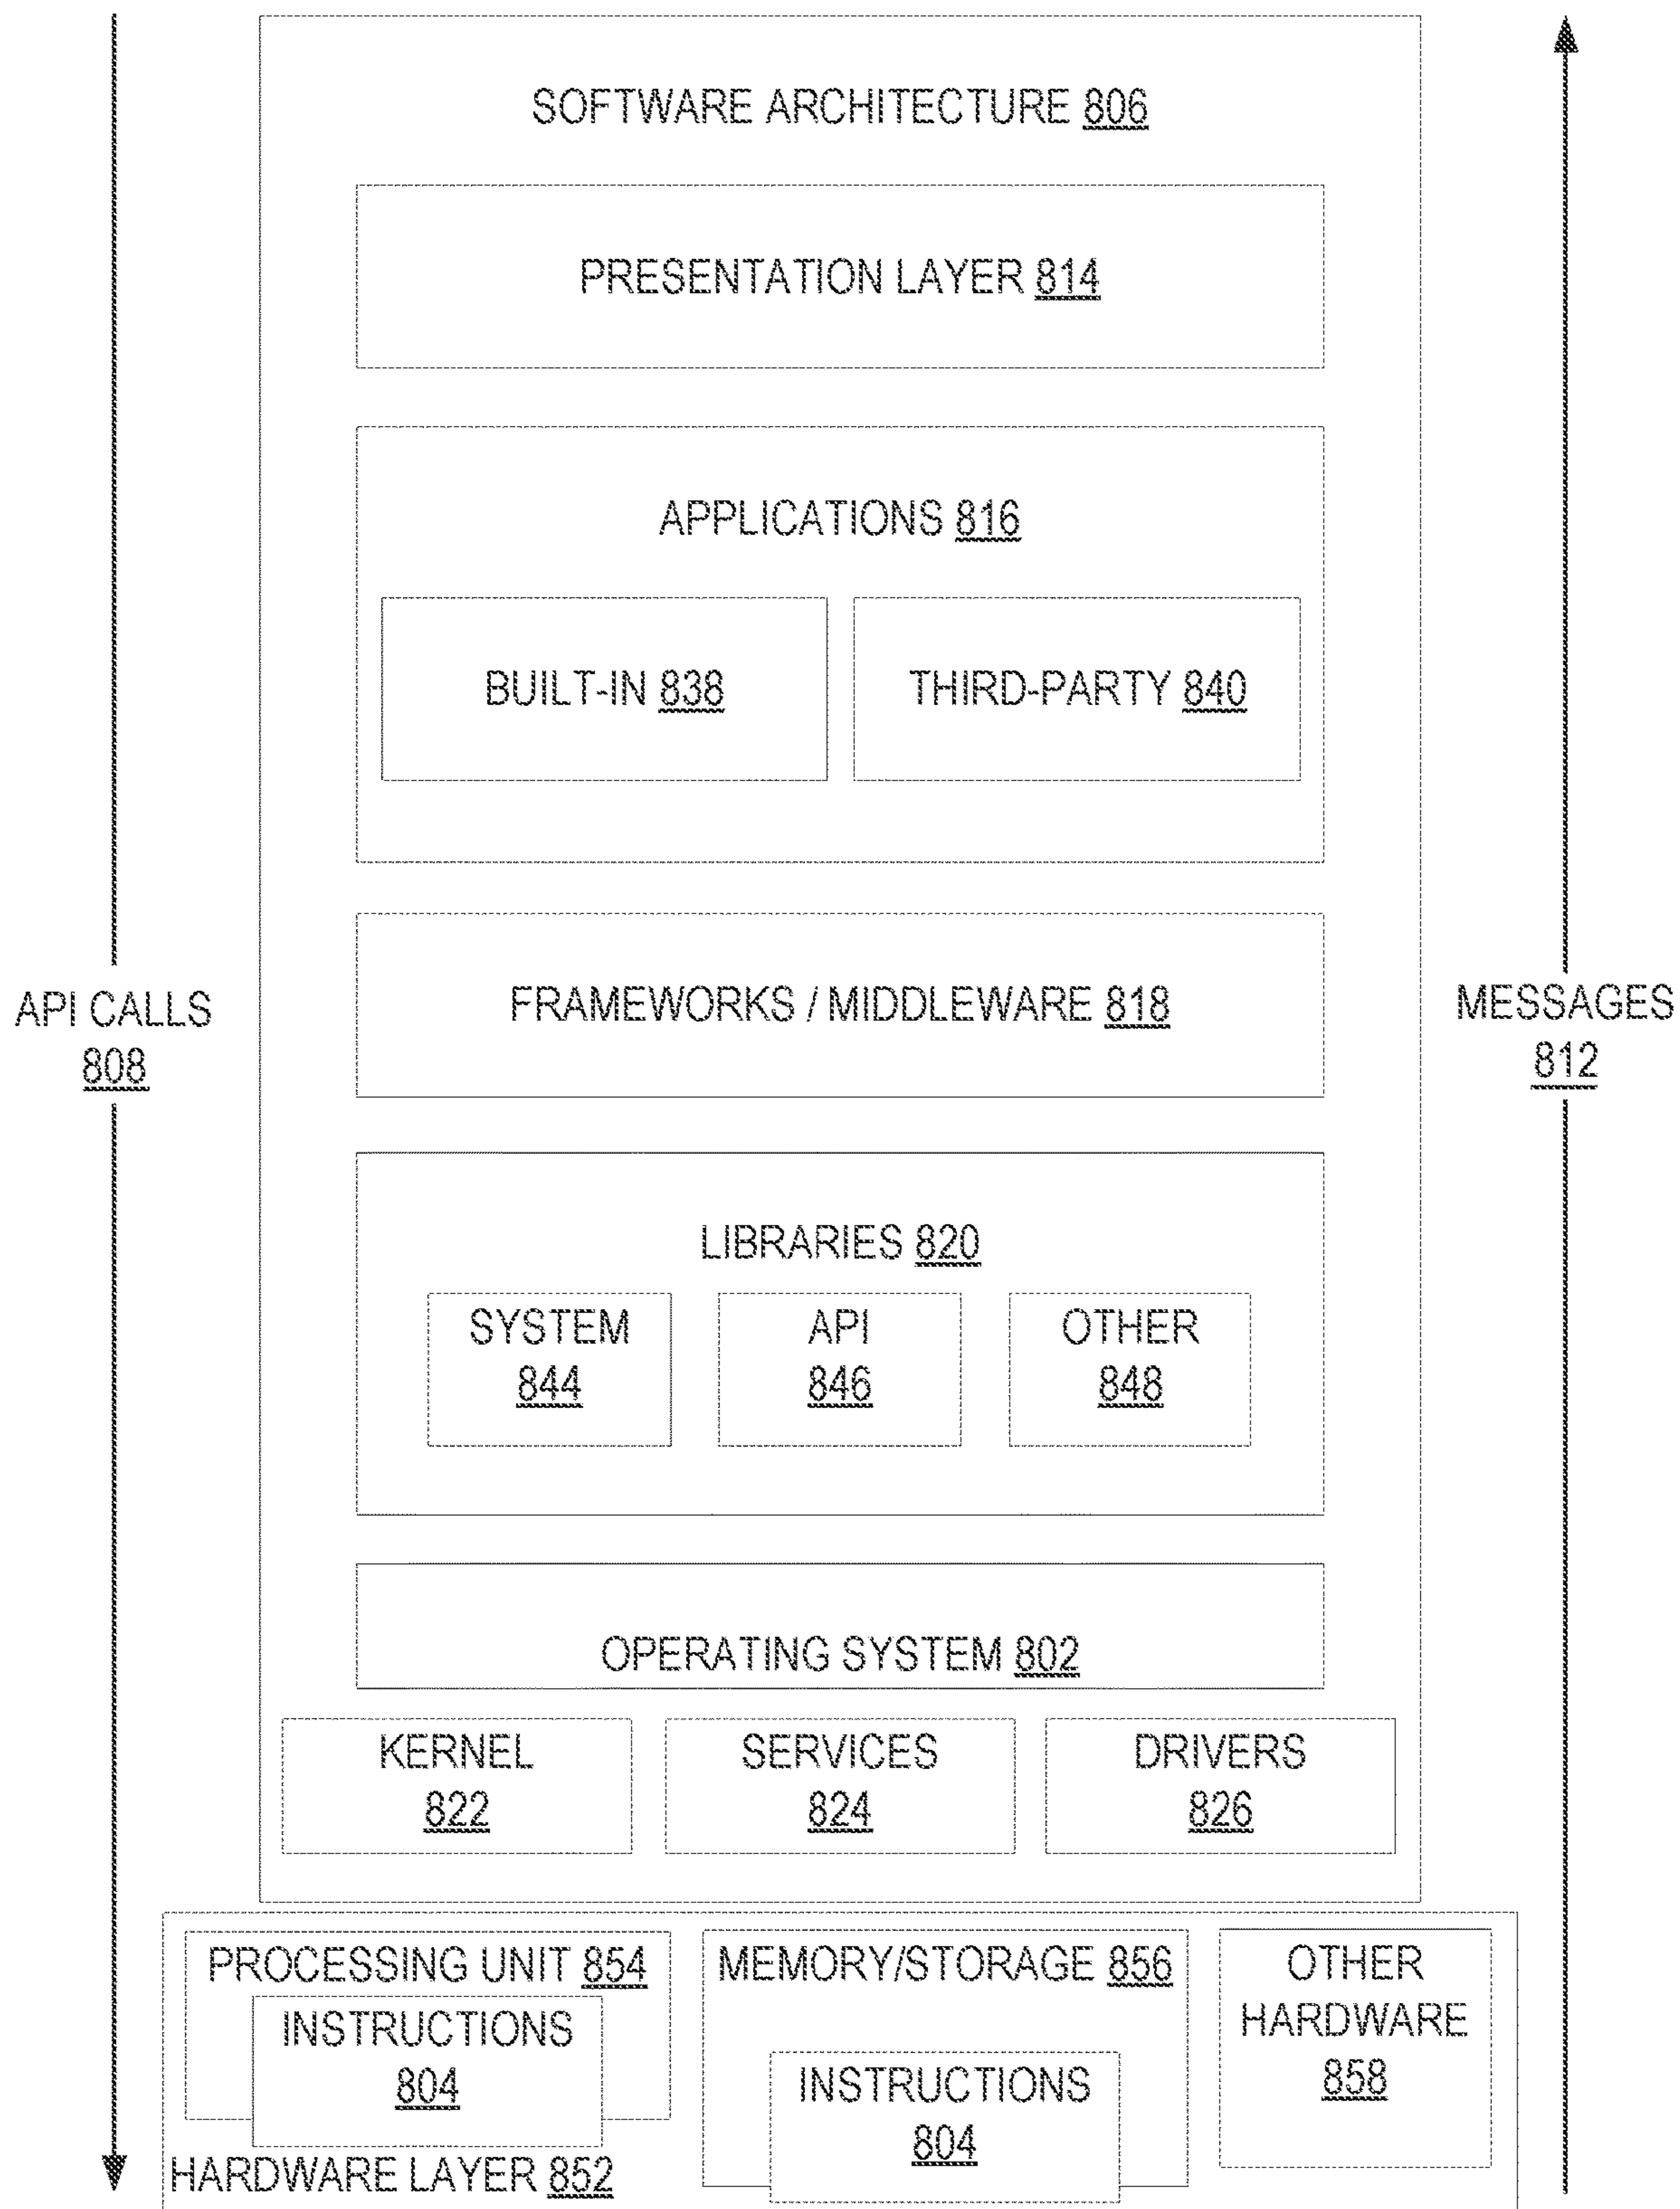 SOFTWARE ARCHITECTURE 806
PRESENTATION LAYER 814
APPLICATIONS 816
BUILT-IN 838
THIRD-PARTY 840
API CALLS
808
FRAMEWORKS / MIDDLEWARE 818
MESSAGES
812
LIBRARIES 820
SYSTEM
844
API
846
OTHER
848
OPERATING SYSTEM 802
KERNEL
822
SERVICES
824
DRIVERS
826
PROCESSING UNIT 854
INSTRUCTIONS
804
MEMORY/STORAGE 856
INSTRUCTIONS
804
OTHER
HARDWARE
858
HARDWARE LAYER 852